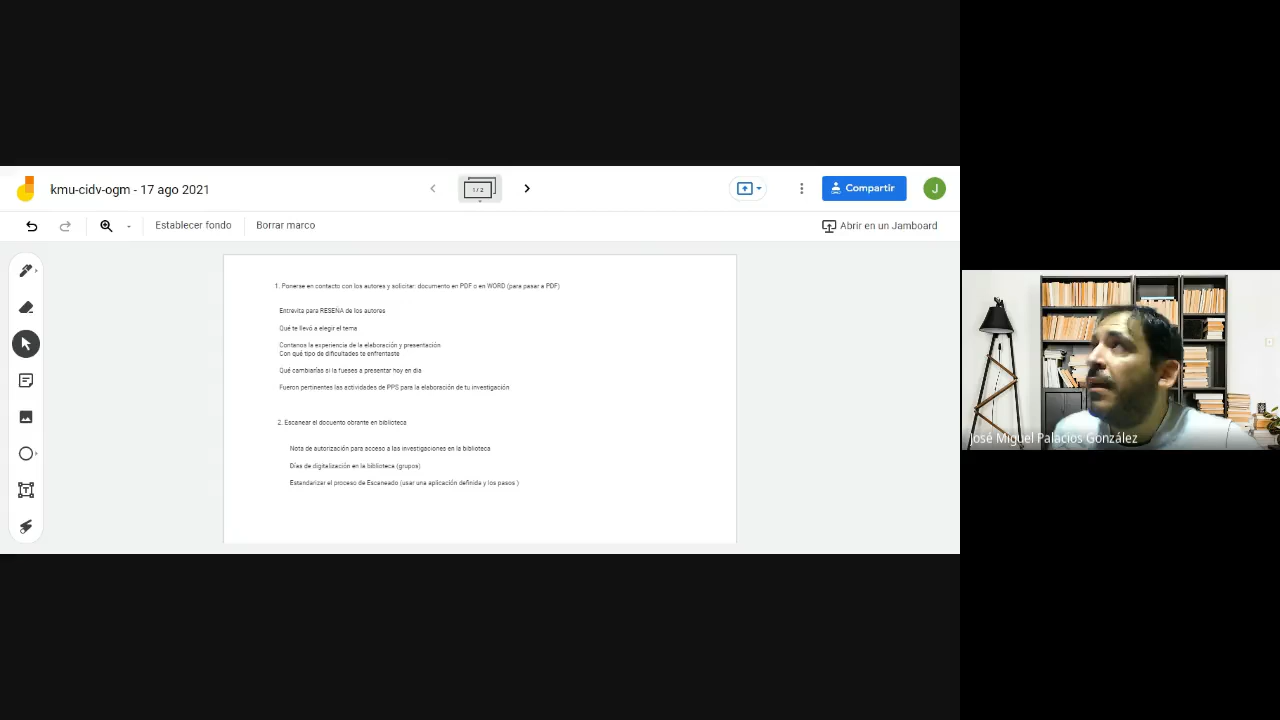 kmu-cidv-ogm - 17 ago 2021
1 / 2
Compartir
J
Establecer fondo
Borrar marco
Abrir en un Jamboard
1. Ponerse en contacto con los autores y solicitar: documento en PDF o en WORD (para pasar a PDF)
Entrevita para RESENA de los autores
Qué te llevó a elegir el tema
Contanos la experiencia de la elaboración y presentación
Con qué tipo de dificultades te enfrentaste
Qué cambiarías si la fueses a presentar hoy en dia
Fueron pertinentes las actividades de PPS para la elaboración de tu investigación
2. Escanear el docuento obrante en biblioteca
Nota de autorización para acceso a las investigaciones en la biblioteca
Días de digitalización en la biblioteca (grupos)
Estandarizar el proceso de Escaneado (usar una aplicación definida y los pasos )
José Miguel Palacios González